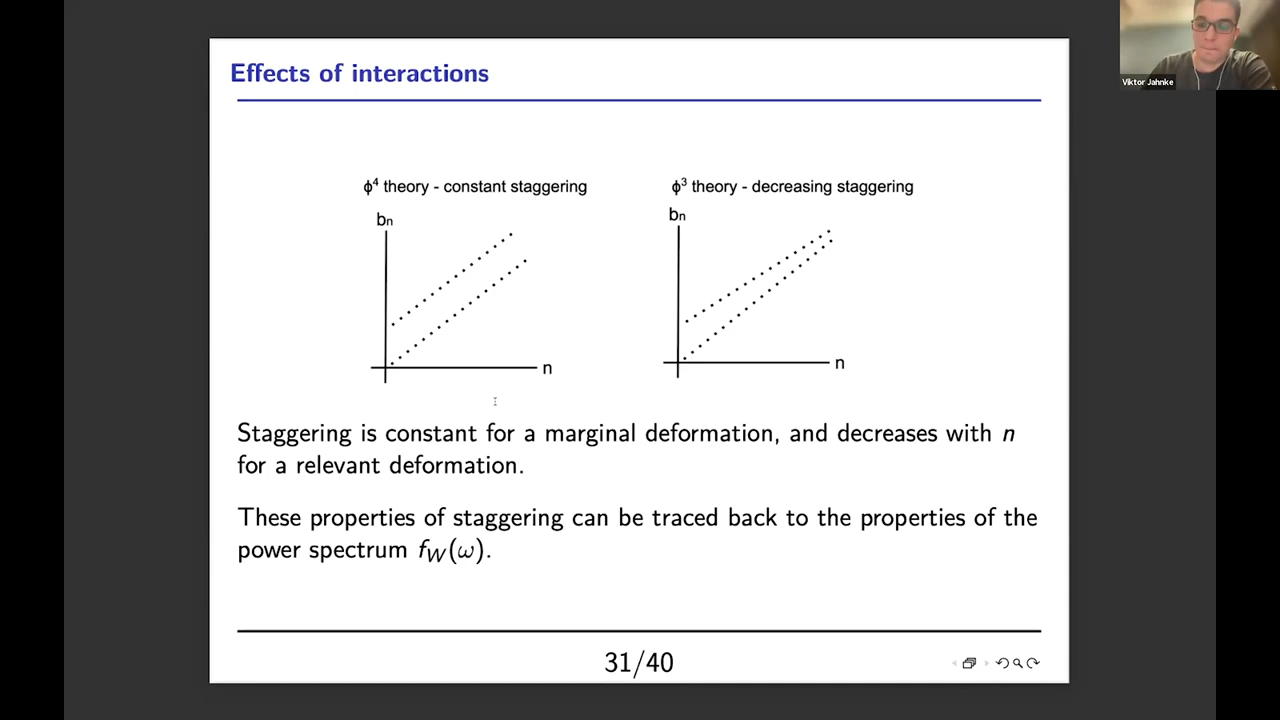 Viktor Jahnke
Effects of interactions
ϕ⁴ theory - constant staggering
bn
n
ϕ³ theory - decreasing staggering
bn
n
Staggering is constant for a marginal deformation, and decreases with n
for a relevant deformation.
These properties of staggering can be traced back to the properties of the
power spectrum f_W(ω).
31/40